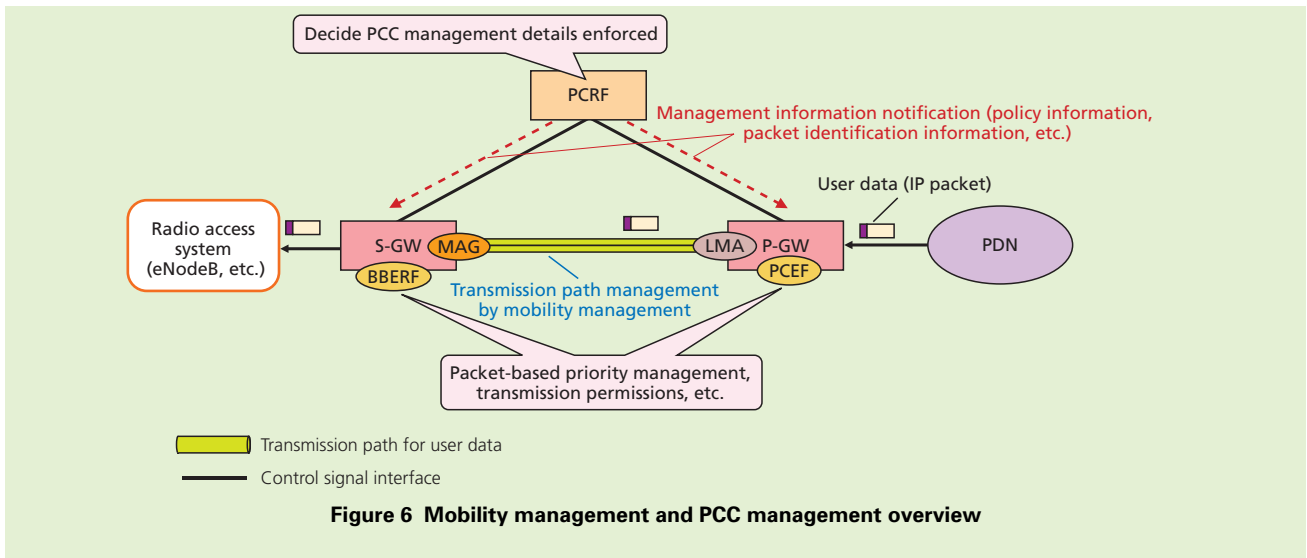 Decide PCC management details enforced
PCRF
Management information notification (policy information,
packet identification information, etc.)
User data (IP packet)
Radio access
system
(eNodeB, etc.)
S-GW
MAG
LMA
P-GW
PDN
BBERF
PCEF
Transmission path management
by mobility management
Packet-based priority management,
transmission permissions, etc.
Transmission path for user data
Control signal interface
Figure 6 Mobility management and PCC management overview